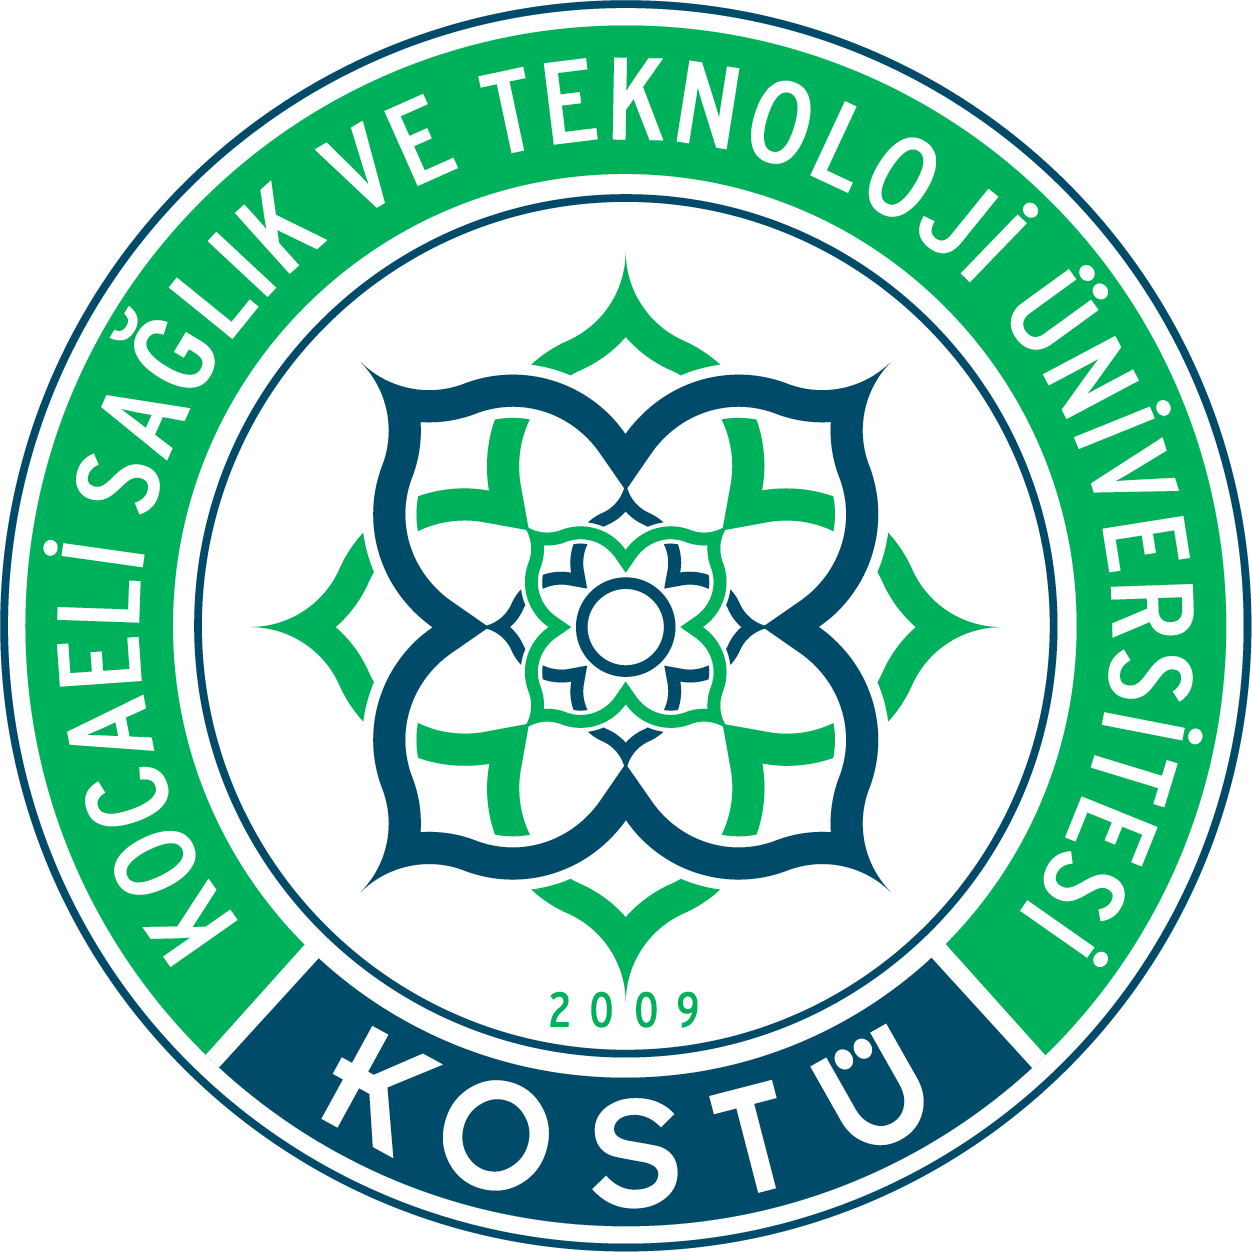 KOCAELİ SAĞLIK VE TEKNOLOJİ ÜNİVERSİTESİ
2009
KOSTÜ